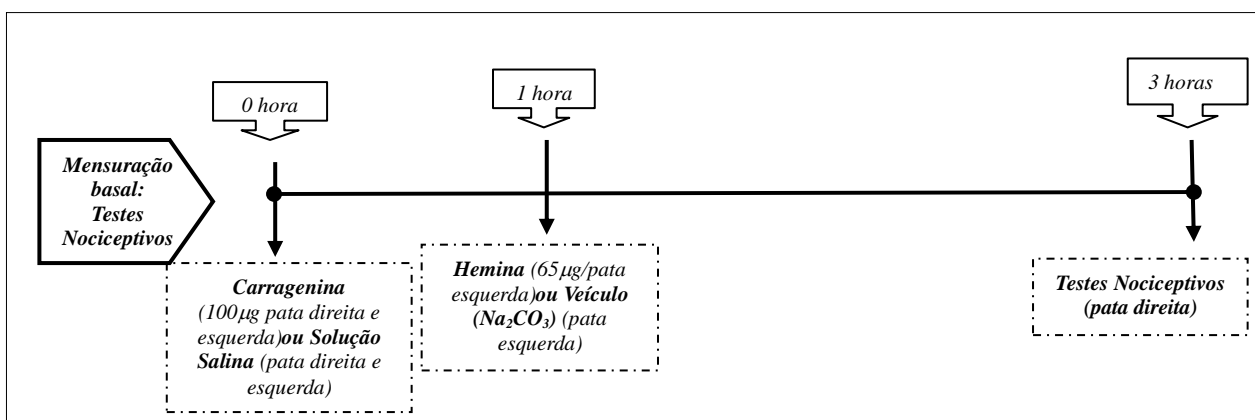 0 hora
1 hora
3 horas
Mensuração
basal:
Testes
Nociceptivos
Carragenina
(100µg pata direita e
esquerda)ou Solução
Salina (pata direita e
esquerda)
Hemina (65µg/pata
esquerda)ou Veículo
(Na₂CO₃) (pata
esquerda)
Testes Nociceptivos
(pata direita)